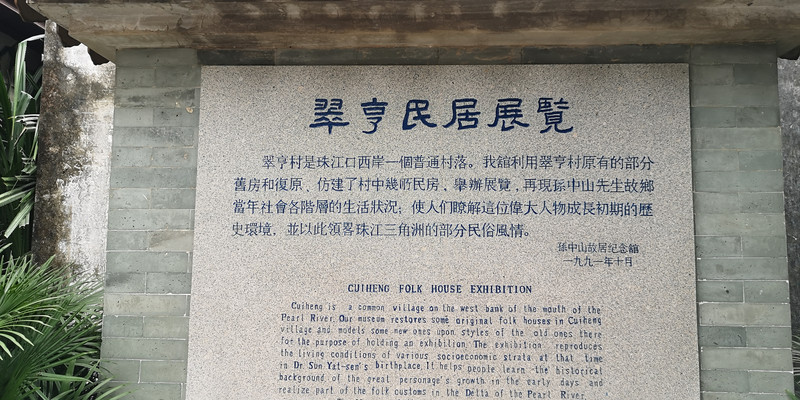 翠亨民居展覽
翠亨村是珠江口西岸一個普通村落。我舘利用翠亨村原有的部分
舊房和復原、仿建了村中幾所民房，舉辦展覽，再現孫中山先生故鄉
當年社會各階層的生活狀况；使人们瞭解這位偉大人物成長初期的歷
史環境，並以此領畧珠江三角洲的部分民俗風情。
孫中山故居纪念舘
一九九一年十月
CUIHENG FOLK HOUSE EXHIBITION
Cuiheng is a common village on the west bank of the mouth of the
Pearl River. Our museum restores some original folk houses in Cuiheng
village and models some new ones upon styles of the old ones there
for the purpose of holding an exhibition. The exhibition reproduces
the living conditions of various socioeconomic strata at that time
in Dr. Sun Yat-sen's birthplace. It helps people learn the historical
background of the great personage's growth in the early days and
realize part of the folk customs in the Delta of the Pearl River.